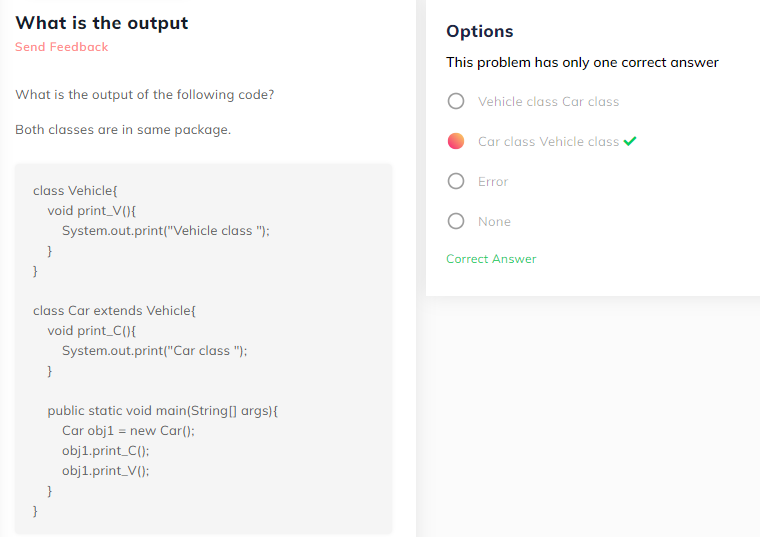 What is the output
Send Feedback
What is the output of the following code?
Both classes are in same package.
class Vehicle{
void print_V(){
System.out.print("Vehicle class ");
}
}
class Car extends Vehicle{
void print_C(){
System.out.print("Car class ");
}
public static void main(String[] args){
Car obj1 = new Car();
obj1.print_C();
obj1.print_V();
}
}
Options
This problem has only one correct answer
Vehicle class Car class
Car class Vehicle class
Error
None
Correct Answer